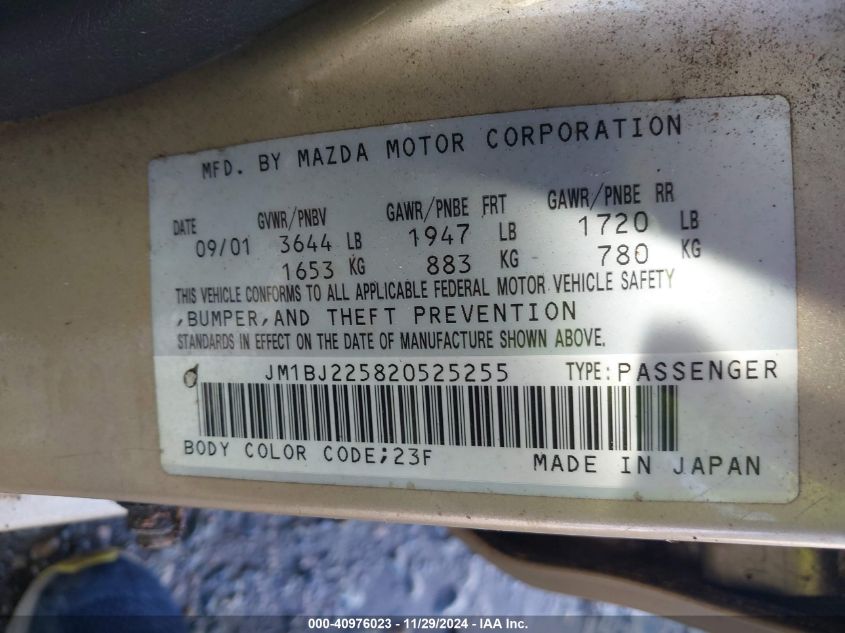 MFD. BY MAZDA MOTOR CORPORATION
DATE GVWR/PNBV GAWR/PNBE FRT GAWR/PNBE RR
09/01 3644 LB 1947 LB 1720 LB
1653 KG 883 KG 780 KG
THIS VEHICLE CONFORMS TO ALL APPLICABLE FEDERAL MOTOR VEHICLE SAFETY
,BUMPER,AND THEFT PREVENTION
STANDARDS IN EFFECT ON THE DATE OF MANUFACTURE SHOWN ABOVE.
JM1BJ225820525255 TYPE:PASSENGER
BODY COLOR CODE;23F
MADE IN JAPAN
000-40976023 - 11/29/2024 - IAA Inc.